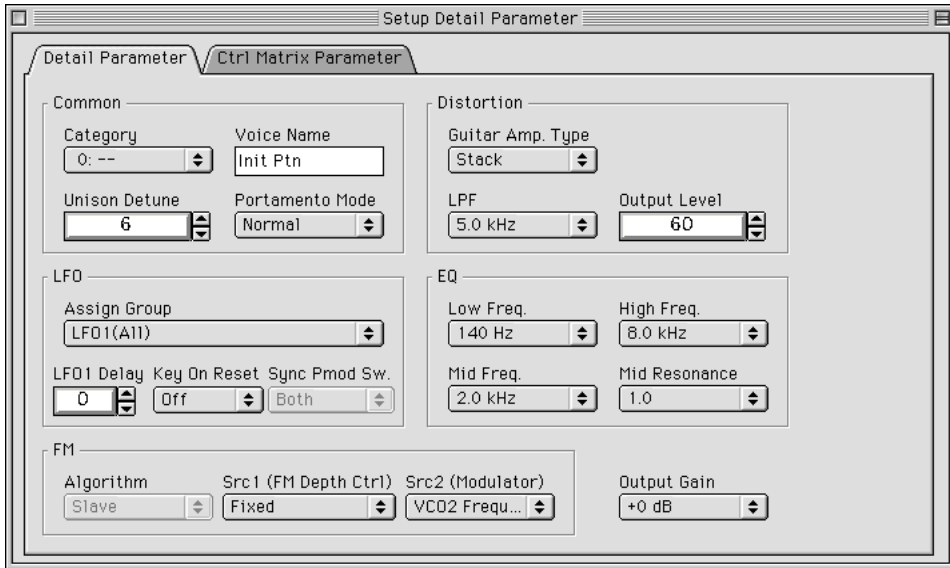 Setup Detail Parameter
Detail Parameter
Ctrl Matrix Parameter
Common
Category
Voice Name
0: --
Init Ptn
Unison Detune
Portamento Mode
6
Normal
Distortion
Guitar Amp. Type
Stack
LPF
Output Level
5.0 kHz
60
LFO
Assign Group
LFO1(All)
LFO1 Delay
Key On Reset
Sync Pmod Sw.
0
Off
Both
EQ
Low Freq.
High Freq.
140 Hz
8.0 kHz
Mid Freq.
Mid Resonance
2.0 kHz
1.0
FM
Algorithm
Src1 (FM Depth Ctrl)
Src2 (Modulator)
Slave
Fixed
VCO2 Frequ...
Output Gain
+0 dB